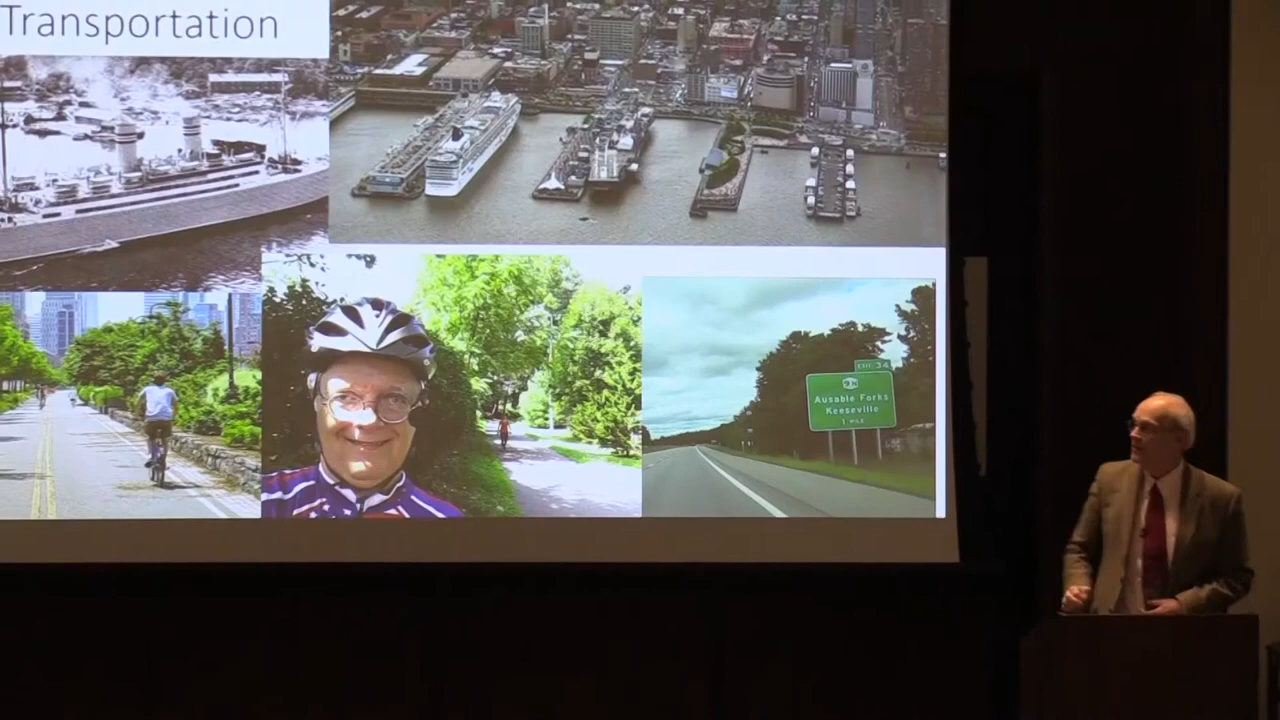 Transportation
EXIT 34
9N
Ausable Forks
Keeseville
1 MILE